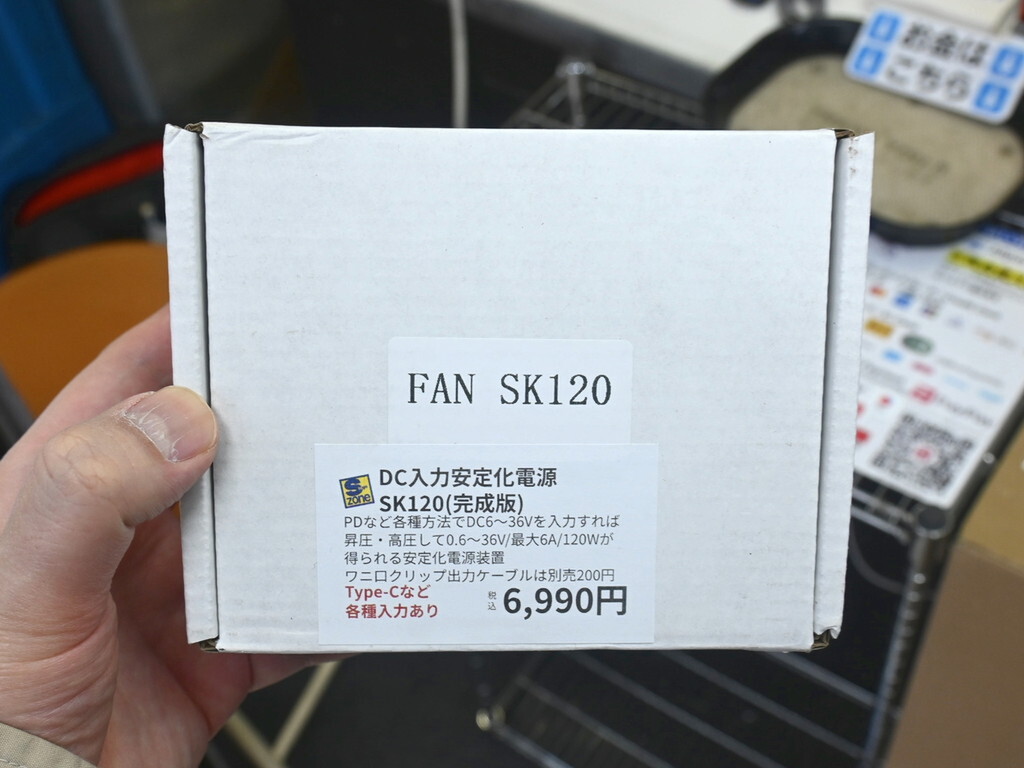 お金は
こちら
FAN SK120
S-zone
DC入力安定化電源
SK120(完成版)
PDなど各種方法でDC6～36Vを入力すれば
昇圧・高圧して0.6～36V/最大6A/120Wが
得られる安定化電源装置
ワニ口クリップ出力ケーブルは別売200円
Type-Cなど
各種入力あり
税込 6,990円